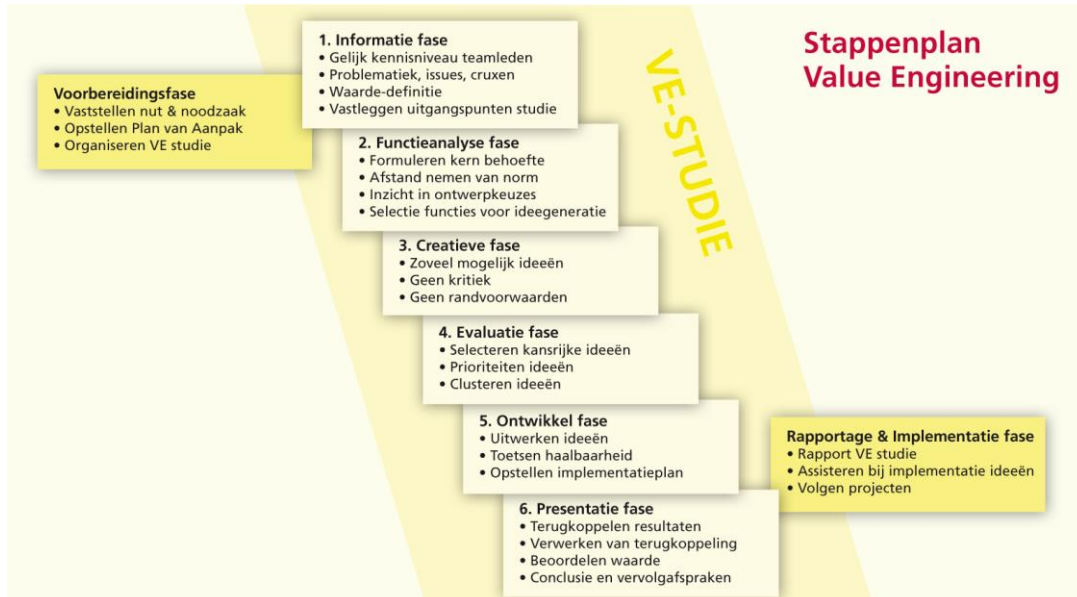 Stappenplan
Value Engineering
VE-STUDIE
Voorbereidingsfase
• Vaststellen nut & noodzaak
• Opstellen Plan van Aanpak
• Organiseren VE studie
1. Informatie fase
• Gelijk kennisniveau teamleden
• Problematiek, issues, cruxen
• Waarde-definitie
• Vastleggen uitgangspunten studie
2. Functieanalyse fase
• Formuleren kern behoefte
• Afstand nemen van norm
• Inzicht in ontwerpkeuzes
• Selectie functies voor ideegeneratie
3. Creatieve fase
• Zoveel mogelijk ideeën
• Geen kritiek
• Geen randvoorwaarden
4. Evaluatie fase
• Selecteren kansrijke ideeën
• Prioriteiten ideeën
• Clusteren ideeën
5. Ontwikkel fase
• Uitwerken ideeën
• Toetsen haalbaarheid
• Opstellen implementatieplan
6. Presentatie fase
• Terugkoppelen resultaten
• Verwerken van terugkoppeling
• Beoordelen waarde
• Conclusie en vervolgafspraken
Rapportage & Implementatie fase
• Rapport VE studie
• Assisteren bij implementatie ideeën
• Volgen projecten